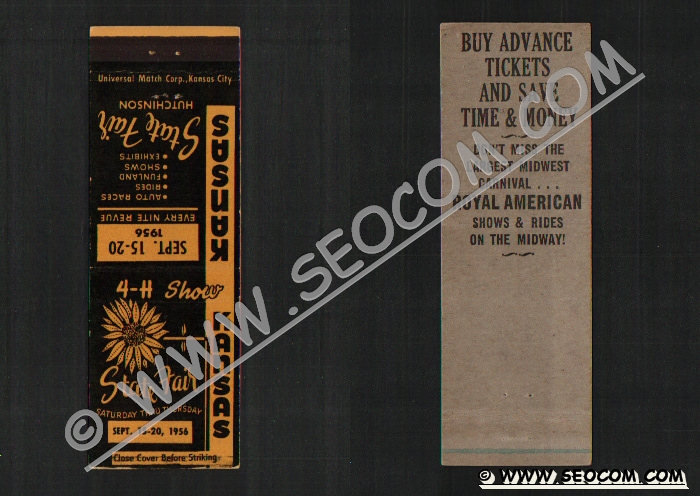 Universal Match Corp., Kansas City
KANSAS
State Fair
HUTCHINSON
• AUTO RACES
• RIDES
FUNLAND
• SHOWS
• EXHIBITS
EVERY NITE REVUE
SEPT. 15-20
1956
4-H Show
KANSAS
State Fair
SATURDAY THRU THURSDAY
SEPT. 15-20, 1956
Close Cover Before Striking
BUY ADVANCE
TICKETS
AND SAVE
TIME & MONEY
DON'T MISS THE
LARGEST MIDWEST
CARNIVAL . . .
ROYAL AMERICAN
SHOWS & RIDES
ON THE MIDWAY!
© WWW.SEOCOM.COM
© WWW.SEOCOM.COM